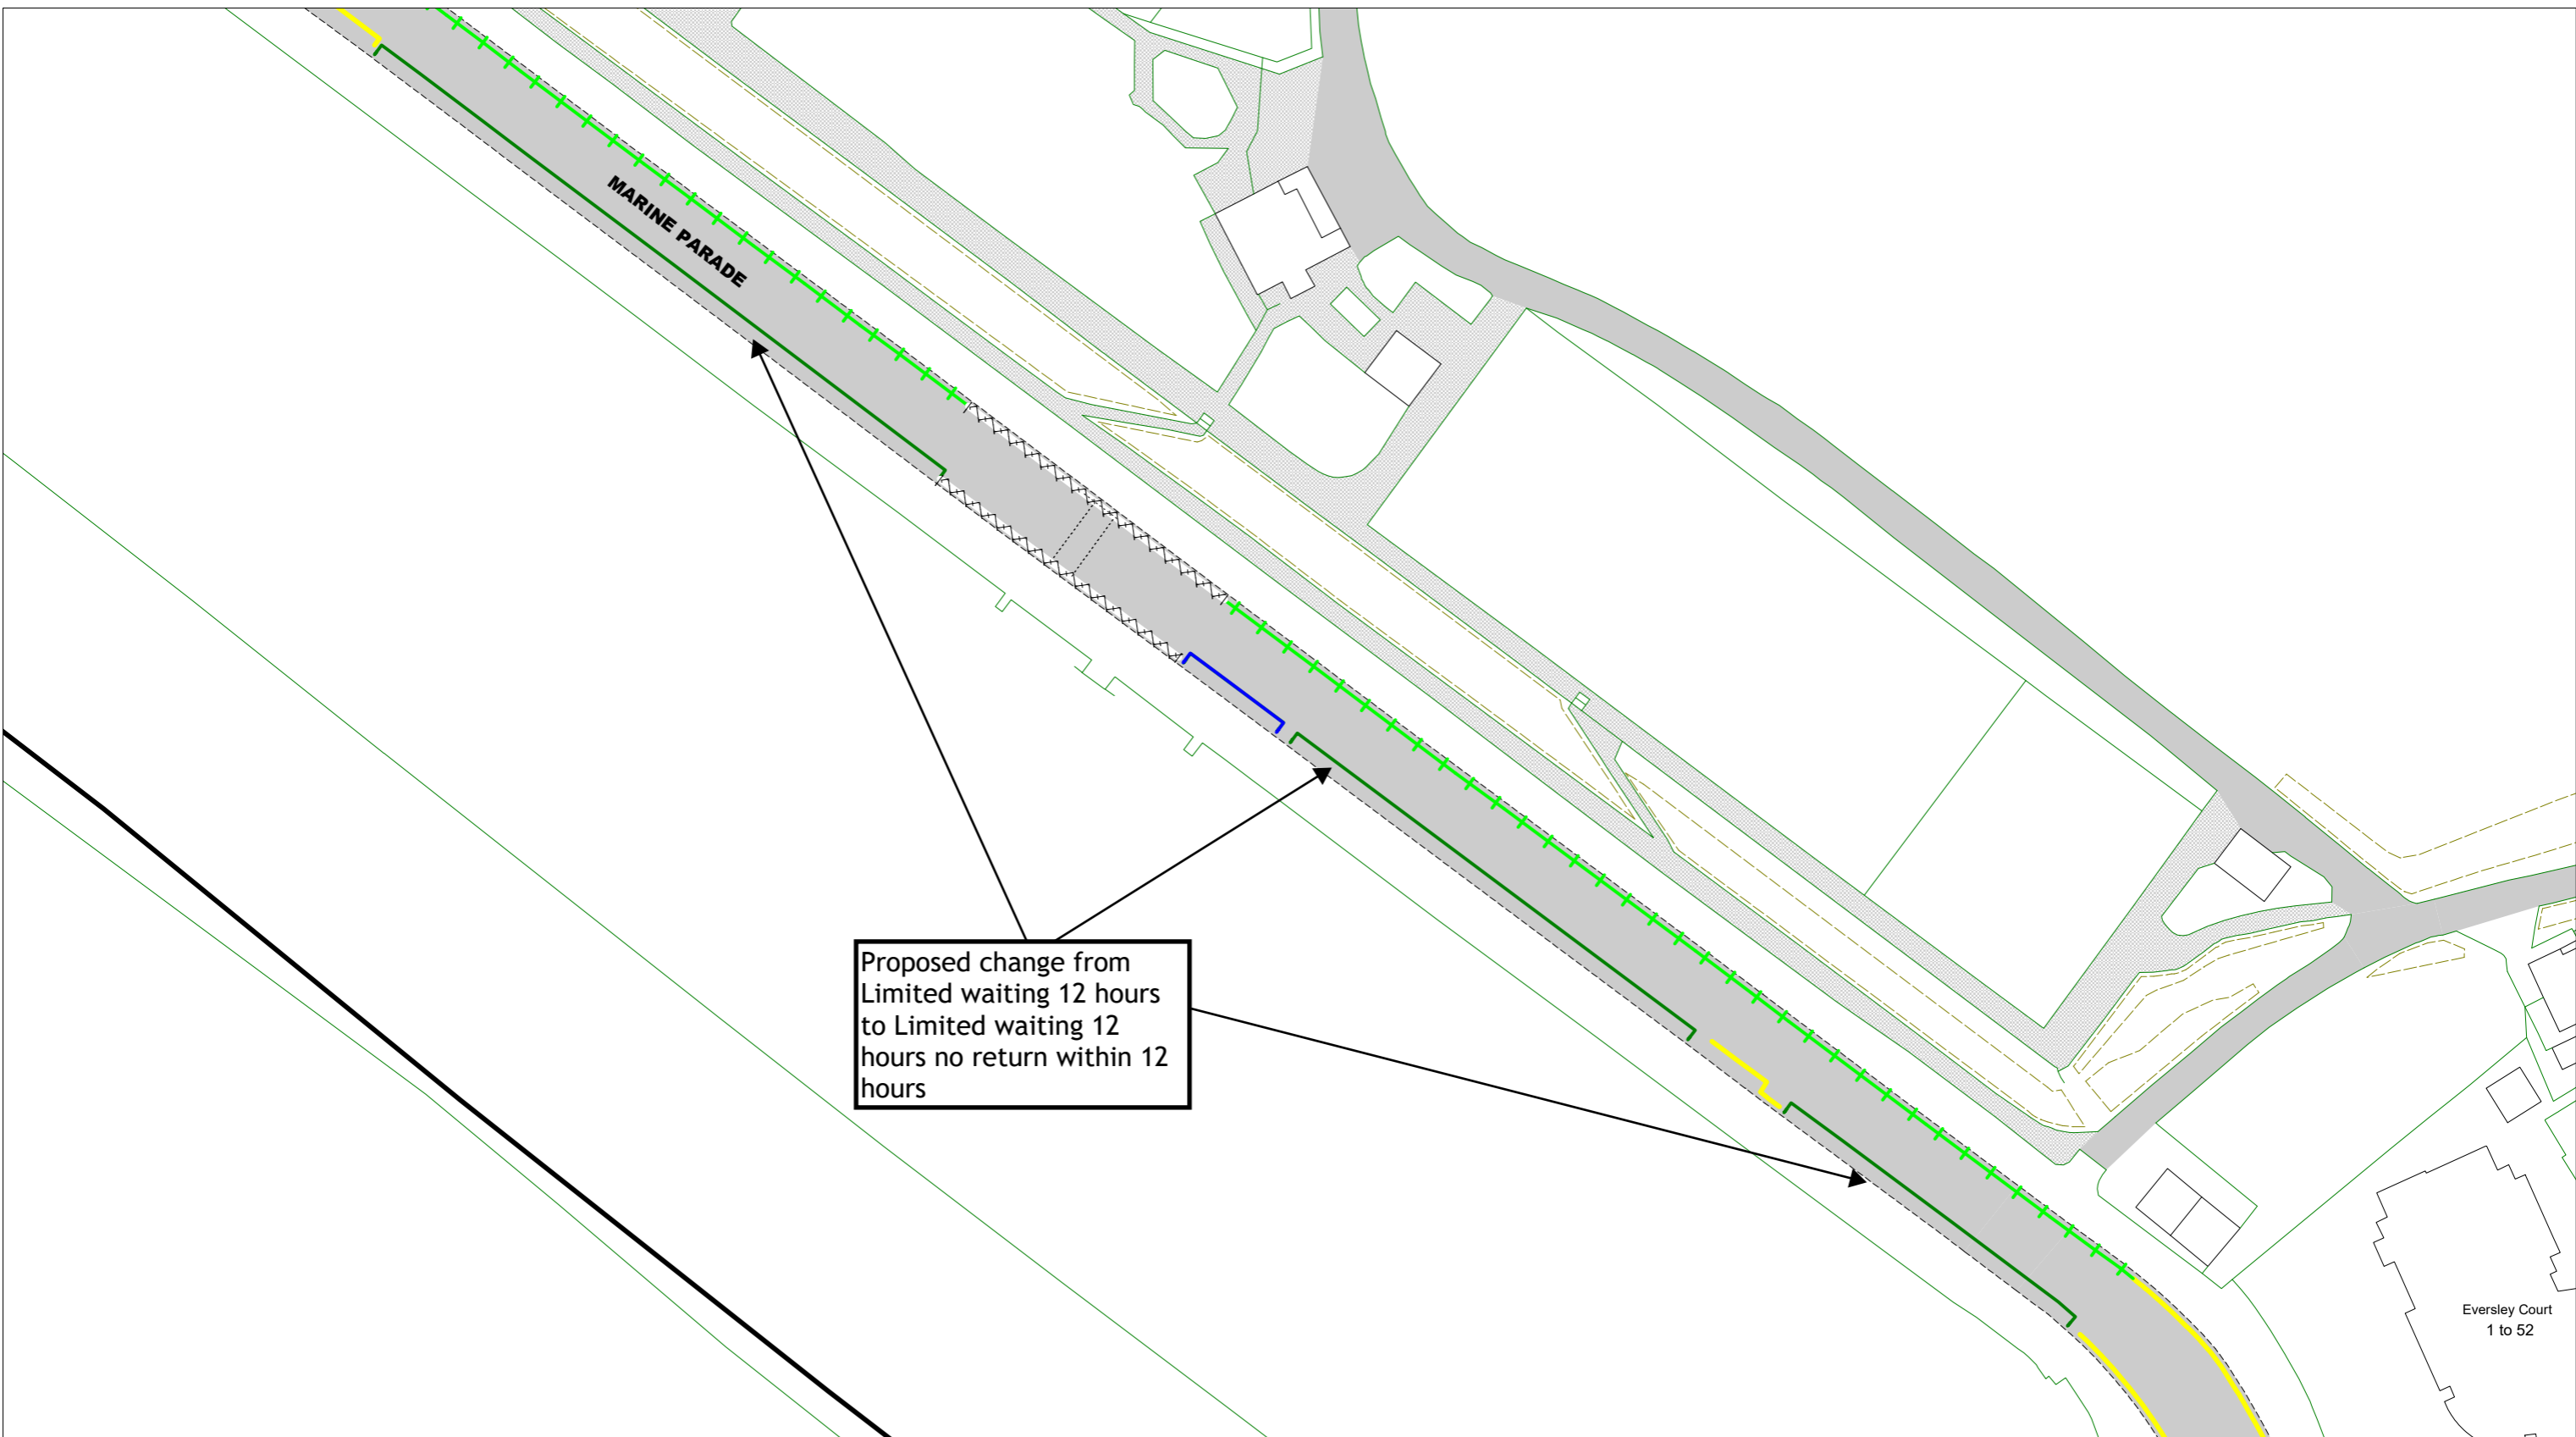 MARINE PARADE
Proposed change from
Limited waiting 12 hours
to Limited waiting 12
hours no return within 12
hours
Eversley Court
1 to 52